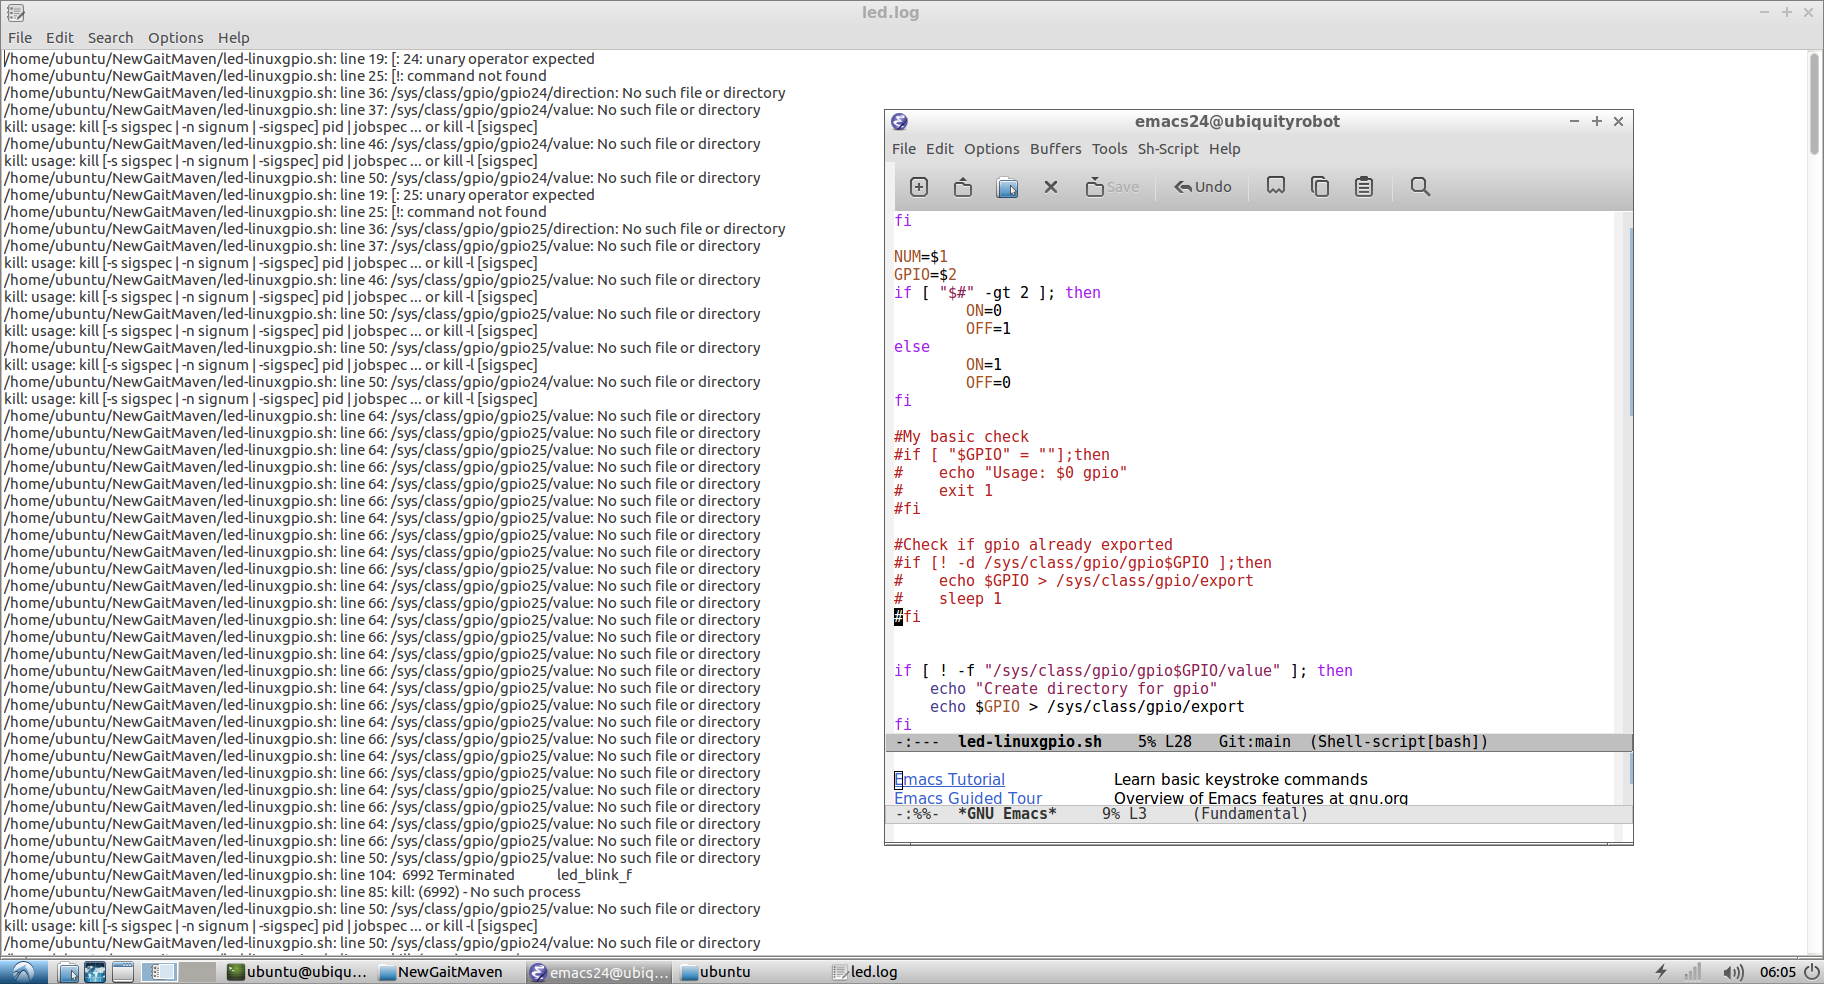 led.log
File Edit Search Options Help
/home/ubuntu/NewGaitMaven/led-linuxgpio.sh: line 19: [: 24: unary operator expected
/home/ubuntu/NewGaitMaven/led-linuxgpio.sh: line 25: [!: command not found
/home/ubuntu/NewGaitMaven/led-linuxgpio.sh: line 36: /sys/class/gpio/gpio24/direction: No such file or directory
/home/ubuntu/NewGaitMaven/led-linuxgpio.sh: line 37: /sys/class/gpio/gpio24/value: No such file or directory
kill: usage: kill [-s sigspec | -n signum | -sigspec] pid | jobspec ... or kill -l [sigspec]
/home/ubuntu/NewGaitMaven/led-linuxgpio.sh: line 46: /sys/class/gpio/gpio24/value: No such file or directory
kill: usage: kill [-s sigspec | -n signum | -sigspec] pid | jobspec ... or kill -l [sigspec]
/home/ubuntu/NewGaitMaven/led-linuxgpio.sh: line 50: /sys/class/gpio/gpio24/value: No such file or directory
/home/ubuntu/NewGaitMaven/led-linuxgpio.sh: line 19: [: 25: unary operator expected
/home/ubuntu/NewGaitMaven/led-linuxgpio.sh: line 25: [!: command not found
/home/ubuntu/NewGaitMaven/led-linuxgpio.sh: line 36: /sys/class/gpio/gpio25/direction: No such file or directory
/home/ubuntu/NewGaitMaven/led-linuxgpio.sh: line 37: /sys/class/gpio/gpio25/value: No such file or directory
kill: usage: kill [-s sigspec | -n signum | -sigspec] pid | jobspec ... or kill -l [sigspec]
/home/ubuntu/NewGaitMaven/led-linuxgpio.sh: line 46: /sys/class/gpio/gpio25/value: No such file or directory
kill: usage: kill [-s sigspec | -n signum | -sigspec] pid | jobspec ... or kill -l [sigspec]
/home/ubuntu/NewGaitMaven/led-linuxgpio.sh: line 50: /sys/class/gpio/gpio25/value: No such file or directory
kill: usage: kill [-s sigspec | -n signum | -sigspec] pid | jobspec ... or kill -l [sigspec]
/home/ubuntu/NewGaitMaven/led-linuxgpio.sh: line 50: /sys/class/gpio/gpio25/value: No such file or directory
kill: usage: kill [-s sigspec | -n signum | -sigspec] pid | jobspec ... or kill -l [sigspec]
/home/ubuntu/NewGaitMaven/led-linuxgpio.sh: line 50: /sys/class/gpio/gpio24/value: No such file or directory
kill: usage: kill [-s sigspec | -n signum | -sigspec] pid | jobspec ... or kill -l [sigspec]
/home/ubuntu/NewGaitMaven/led-linuxgpio.sh: line 64: /sys/class/gpio/gpio25/value: No such file or directory
/home/ubuntu/NewGaitMaven/led-linuxgpio.sh: line 66: /sys/class/gpio/gpio25/value: No such file or directory
/home/ubuntu/NewGaitMaven/led-linuxgpio.sh: line 64: /sys/class/gpio/gpio25/value: No such file or directory
/home/ubuntu/NewGaitMaven/led-linuxgpio.sh: line 66: /sys/class/gpio/gpio25/value: No such file or directory
/home/ubuntu/NewGaitMaven/led-linuxgpio.sh: line 64: /sys/class/gpio/gpio25/value: No such file or directory
/home/ubuntu/NewGaitMaven/led-linuxgpio.sh: line 66: /sys/class/gpio/gpio25/value: No such file or directory
/home/ubuntu/NewGaitMaven/led-linuxgpio.sh: line 64: /sys/class/gpio/gpio25/value: No such file or directory
/home/ubuntu/NewGaitMaven/led-linuxgpio.sh: line 66: /sys/class/gpio/gpio25/value: No such file or directory
/home/ubuntu/NewGaitMaven/led-linuxgpio.sh: line 64: /sys/class/gpio/gpio25/value: No such file or directory
/home/ubuntu/NewGaitMaven/led-linuxgpio.sh: line 66: /sys/class/gpio/gpio25/value: No such file or directory
/home/ubuntu/NewGaitMaven/led-linuxgpio.sh: line 64: /sys/class/gpio/gpio25/value: No such file or directory
/home/ubuntu/NewGaitMaven/led-linuxgpio.sh: line 66: /sys/class/gpio/gpio25/value: No such file or directory
/home/ubuntu/NewGaitMaven/led-linuxgpio.sh: line 64: /sys/class/gpio/gpio25/value: No such file or directory
/home/ubuntu/NewGaitMaven/led-linuxgpio.sh: line 66: /sys/class/gpio/gpio25/value: No such file or directory
/home/ubuntu/NewGaitMaven/led-linuxgpio.sh: line 64: /sys/class/gpio/gpio25/value: No such file or directory
/home/ubuntu/NewGaitMaven/led-linuxgpio.sh: line 66: /sys/class/gpio/gpio25/value: No such file or directory
/home/ubuntu/NewGaitMaven/led-linuxgpio.sh: line 64: /sys/class/gpio/gpio25/value: No such file or directory
/home/ubuntu/NewGaitMaven/led-linuxgpio.sh: line 66: /sys/class/gpio/gpio25/value: No such file or directory
/home/ubuntu/NewGaitMaven/led-linuxgpio.sh: line 64: /sys/class/gpio/gpio25/value: No such file or directory
/home/ubuntu/NewGaitMaven/led-linuxgpio.sh: line 66: /sys/class/gpio/gpio25/value: No such file or directory
/home/ubuntu/NewGaitMaven/led-linuxgpio.sh: line 64: /sys/class/gpio/gpio25/value: No such file or directory
/home/ubuntu/NewGaitMaven/led-linuxgpio.sh: line 66: /sys/class/gpio/gpio25/value: No such file or directory
/home/ubuntu/NewGaitMaven/led-linuxgpio.sh: line 64: /sys/class/gpio/gpio25/value: No such file or directory
/home/ubuntu/NewGaitMaven/led-linuxgpio.sh: line 66: /sys/class/gpio/gpio25/value: No such file or directory
/home/ubuntu/NewGaitMaven/led-linuxgpio.sh: line 64: /sys/class/gpio/gpio25/value: No such file or directory
/home/ubuntu/NewGaitMaven/led-linuxgpio.sh: line 66: /sys/class/gpio/gpio25/value: No such file or directory
/home/ubuntu/NewGaitMaven/led-linuxgpio.sh: line 50: /sys/class/gpio/gpio25/value: No such file or directory
/home/ubuntu/NewGaitMaven/led-linuxgpio.sh: line 104: 6992 Terminated led_blink_f
/home/ubuntu/NewGaitMaven/led-linuxgpio.sh: line 85: kill: (6992) - No such process
/home/ubuntu/NewGaitMaven/led-linuxgpio.sh: line 50: /sys/class/gpio/gpio25/value: No such file or directory
kill: usage: kill [-s sigspec | -n signum | -sigspec] pid | jobspec ... or kill -l [sigspec]
/home/ubuntu/NewGaitMaven/led-linuxgpio.sh: line 50: /sys/class/gpio/gpio24/value: No such file or directory
emacs24@ubiquityrobot
File Edit Options Buffers Tools Sh-Script Help
Save Undo
fi
NUM=$1
GPIO=$2
if [ "$#" -gt 2 ]; then
ON=0
OFF=1
else
ON=1
OFF=0
fi
#My basic check
#if [ "$GPIO" = ""];then
# echo "Usage: $0 gpio"
# exit 1
#fi
#Check if gpio already exported
#if [! -d /sys/class/gpio/gpio$GPIO ];then
# echo $GPIO > /sys/class/gpio/export
# sleep 1
#fi
if [ ! -f "/sys/class/gpio/gpio$GPIO/value" ]; then
echo "Create directory for gpio"
echo $GPIO > /sys/class/gpio/export
fi
-:--- led-linuxgpio.sh 5% L28 Git:main (Shell-script[bash])
Emacs Tutorial Learn basic keystroke commands
Emacs Guided Tour Overview of Emacs features at gnu.org
-:%%- *GNU Emacs* 9% L3 (Fundamental)
ubuntu@ubiqu... NewGaitMaven emacs24@ubiq... ubuntu led.log 06:05